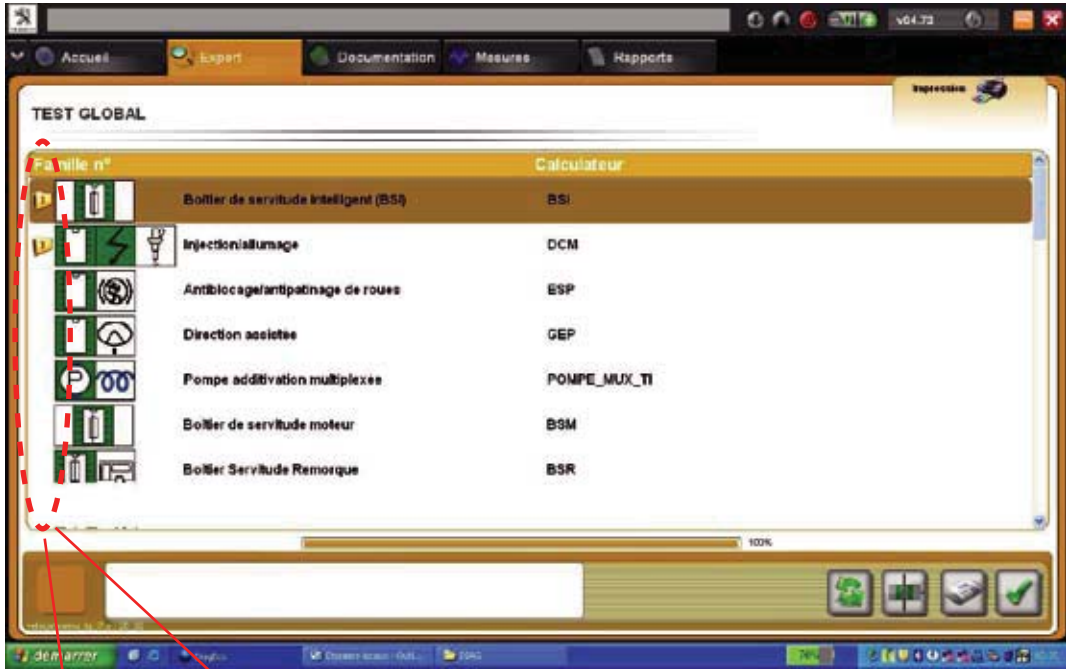 v04.73
Accueil
Expert
Documentation
Mesures
Rapports
Impression
TEST GLOBAL
Famille n°
Calculateur
Boîtier de servitude intelligent (BSI)
BSI
Injection/allumage
DCM
Antiblocage/antipatinage de roues
ESP
Direction assistée
GEP
P
Pompe additivation multiplexée
POMPE_MUX_TI
Boîtier de servitude moteur
BSM
Boîtier Servitude Remorque
BSR
100%
démarrer